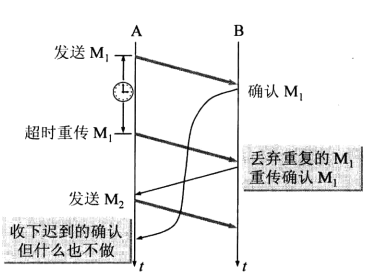 A
B
发送 M₁
确认 M₁
超时重传 M₁
丢弃重复的 M₁
重传确认 M₁
发送 M₂
收下迟到的确认
但什么也不做
t
t